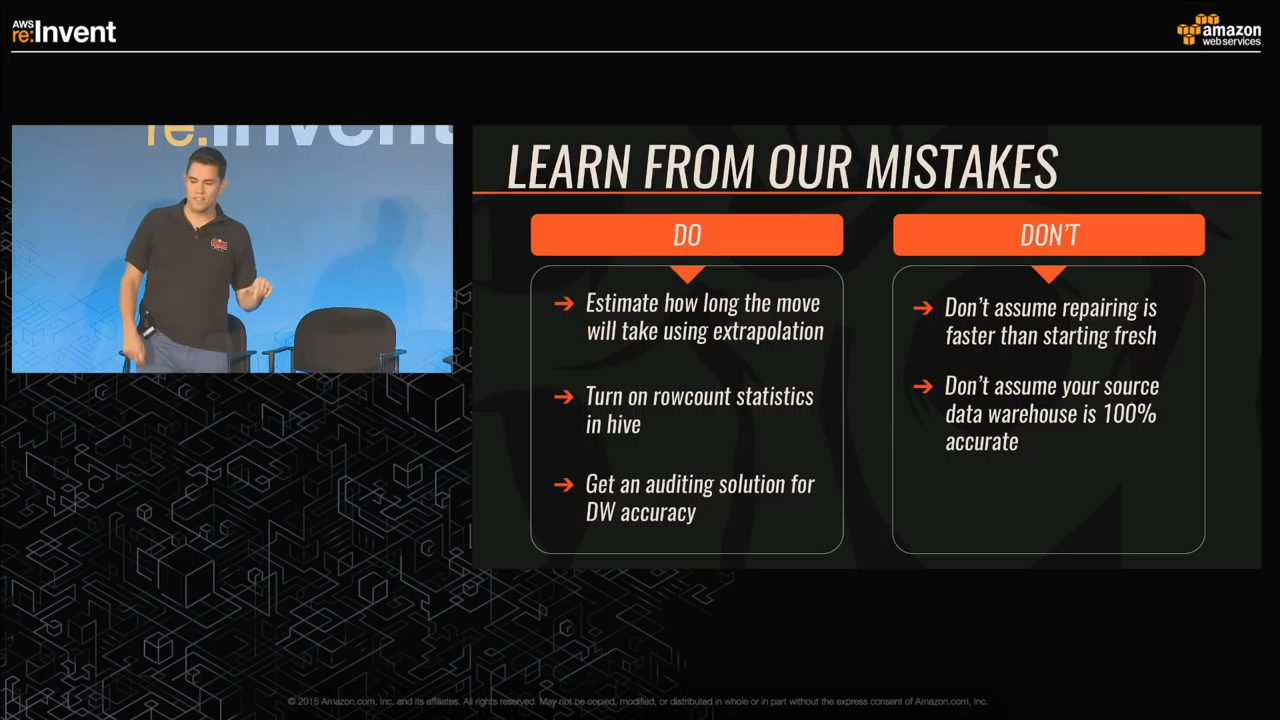 AWS
re:Invent
amazon
web services
re:Invent
LEARN FROM OUR MISTAKES
DO
Estimate how long the move
will take using extrapolation
Turn on rowcount statistics
in hive
Get an auditing solution for
DW accuracy
DON'T
Don't assume repairing is
faster than starting fresh
Don't assume your source
data warehouse is 100%
accurate
© 2015 Amazon.com, Inc. and its affiliates. All rights reserved. May not be copied, modified, or distributed in whole or in part without the express consent of Amazon.com, Inc.